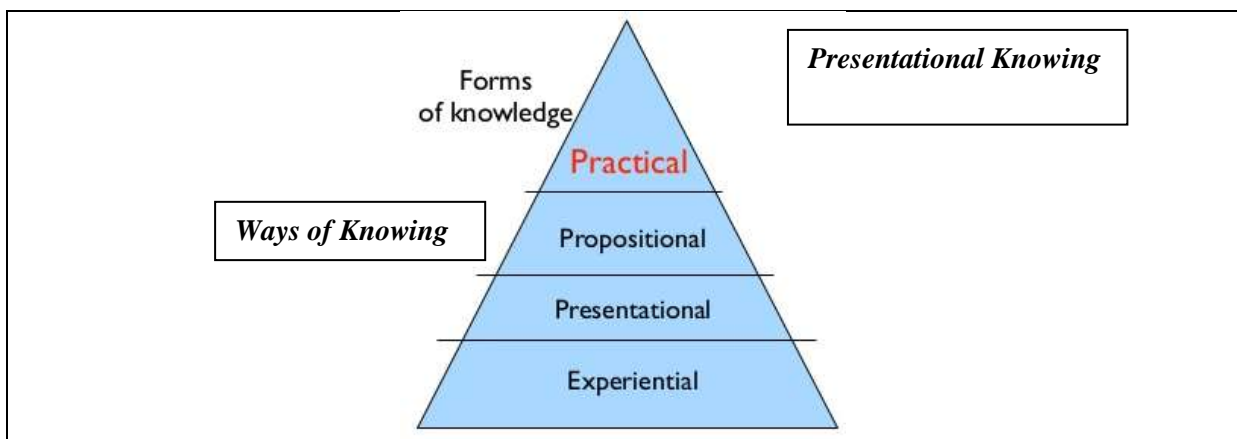 Presentational Knowing
Forms
of knowledge
Practical
Ways of Knowing
Propositional
Presentational
Experiential